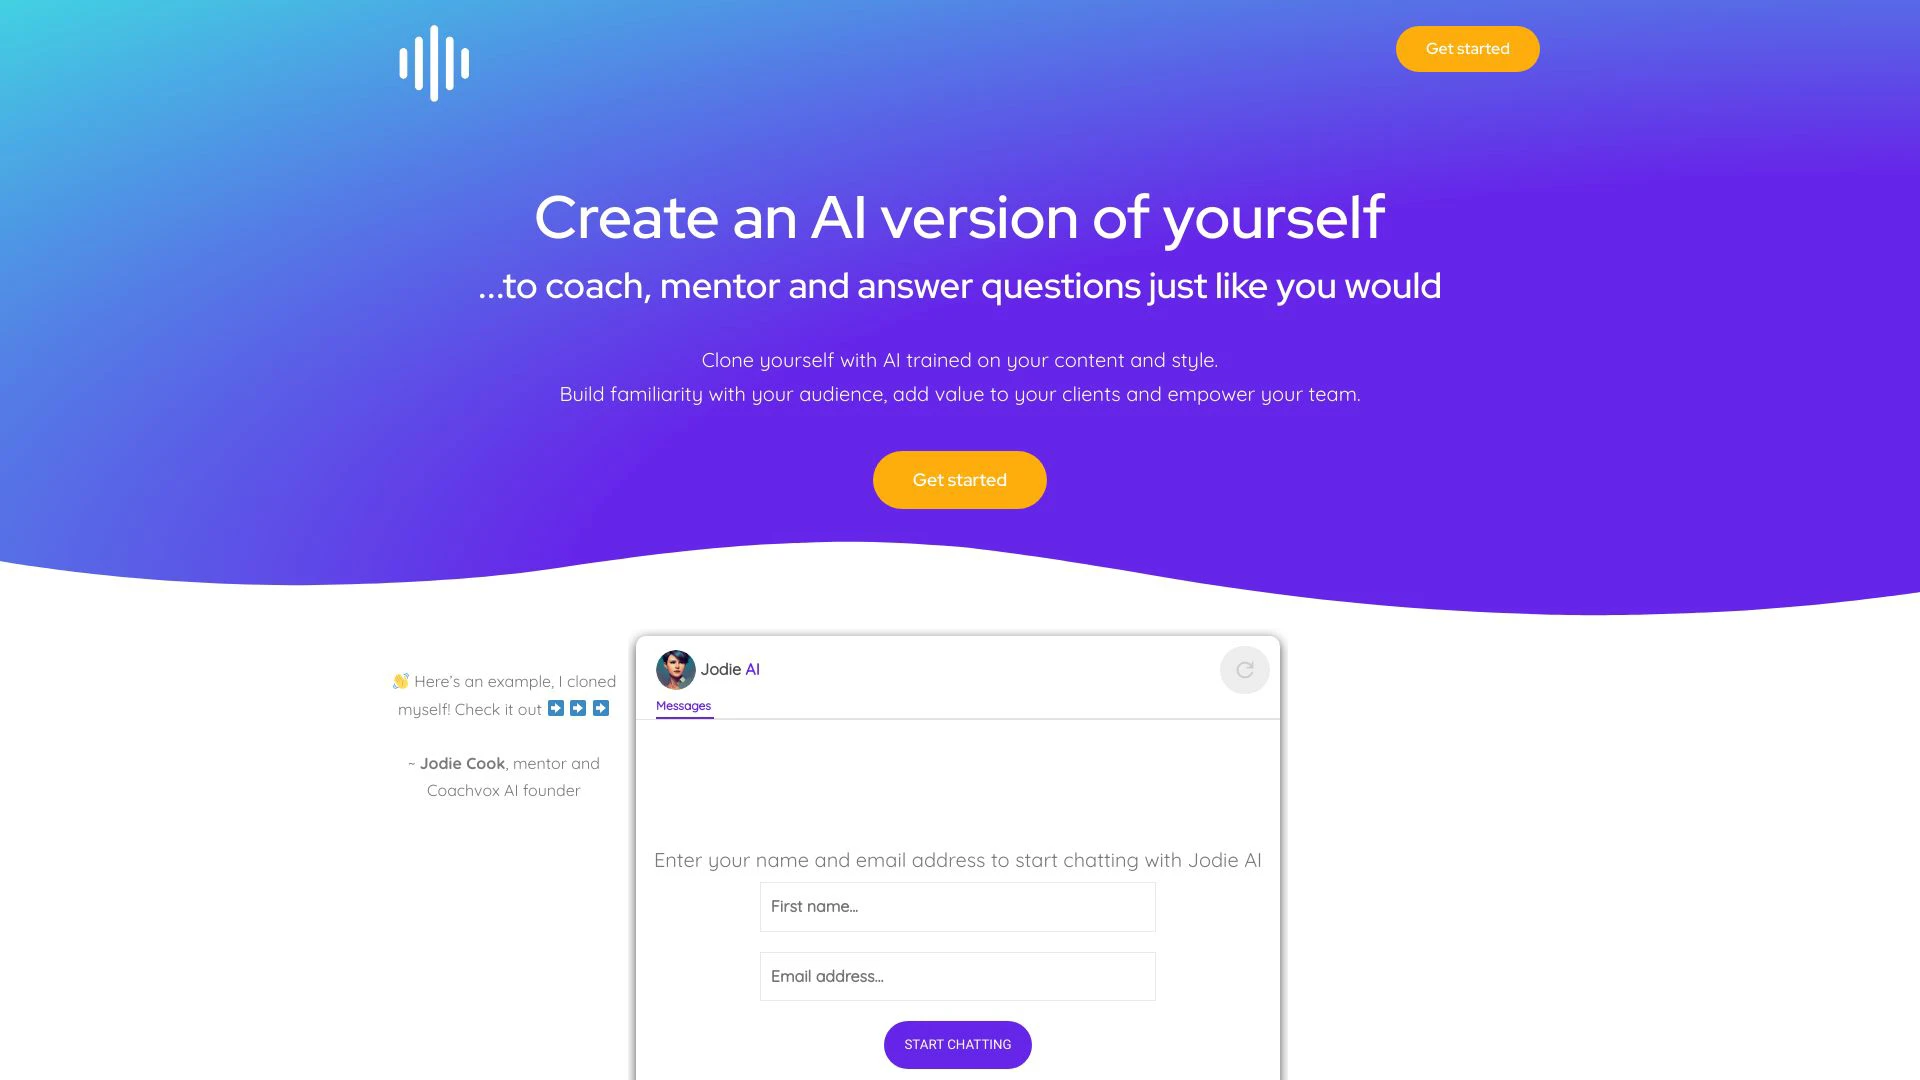 Get started
Create an AI version of yourself
...to coach, mentor and answer questions just like you would
Clone yourself with AI trained on your content and style.
Build familiarity with your audience, add value to your clients and empower your team.
Get started
👋 Here’s an example, I cloned
myself! Check it out ➡️ ➡️ ➡️
~ Jodie Cook, mentor and
Coachvox AI founder
Jodie AI
Messages
Enter your name and email address to start chatting with Jodie AI
First name...
Email address...
START CHATTING